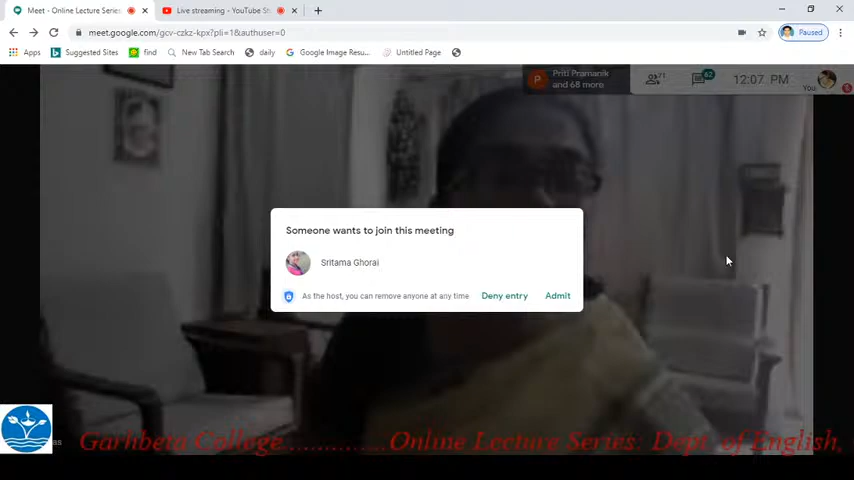 Meet - Online Lecture Series:
Live streaming - YouTube St
meet.google.com/gcv-czkz-kpx?pli=1&authuser=0
Paused
Apps
Suggested Sites
find
New Tab Search
daily
Google Image Resu...
Untitled Page
P
Priti Pramanik
and 68 more
71
62
12:07 PM
You
Someone wants to join this meeting
Sritama Ghorai
As the host, you can remove anyone at any time
Deny entry
Admit
Garhbeta College..............Online Lecture Series: Dept. of English,